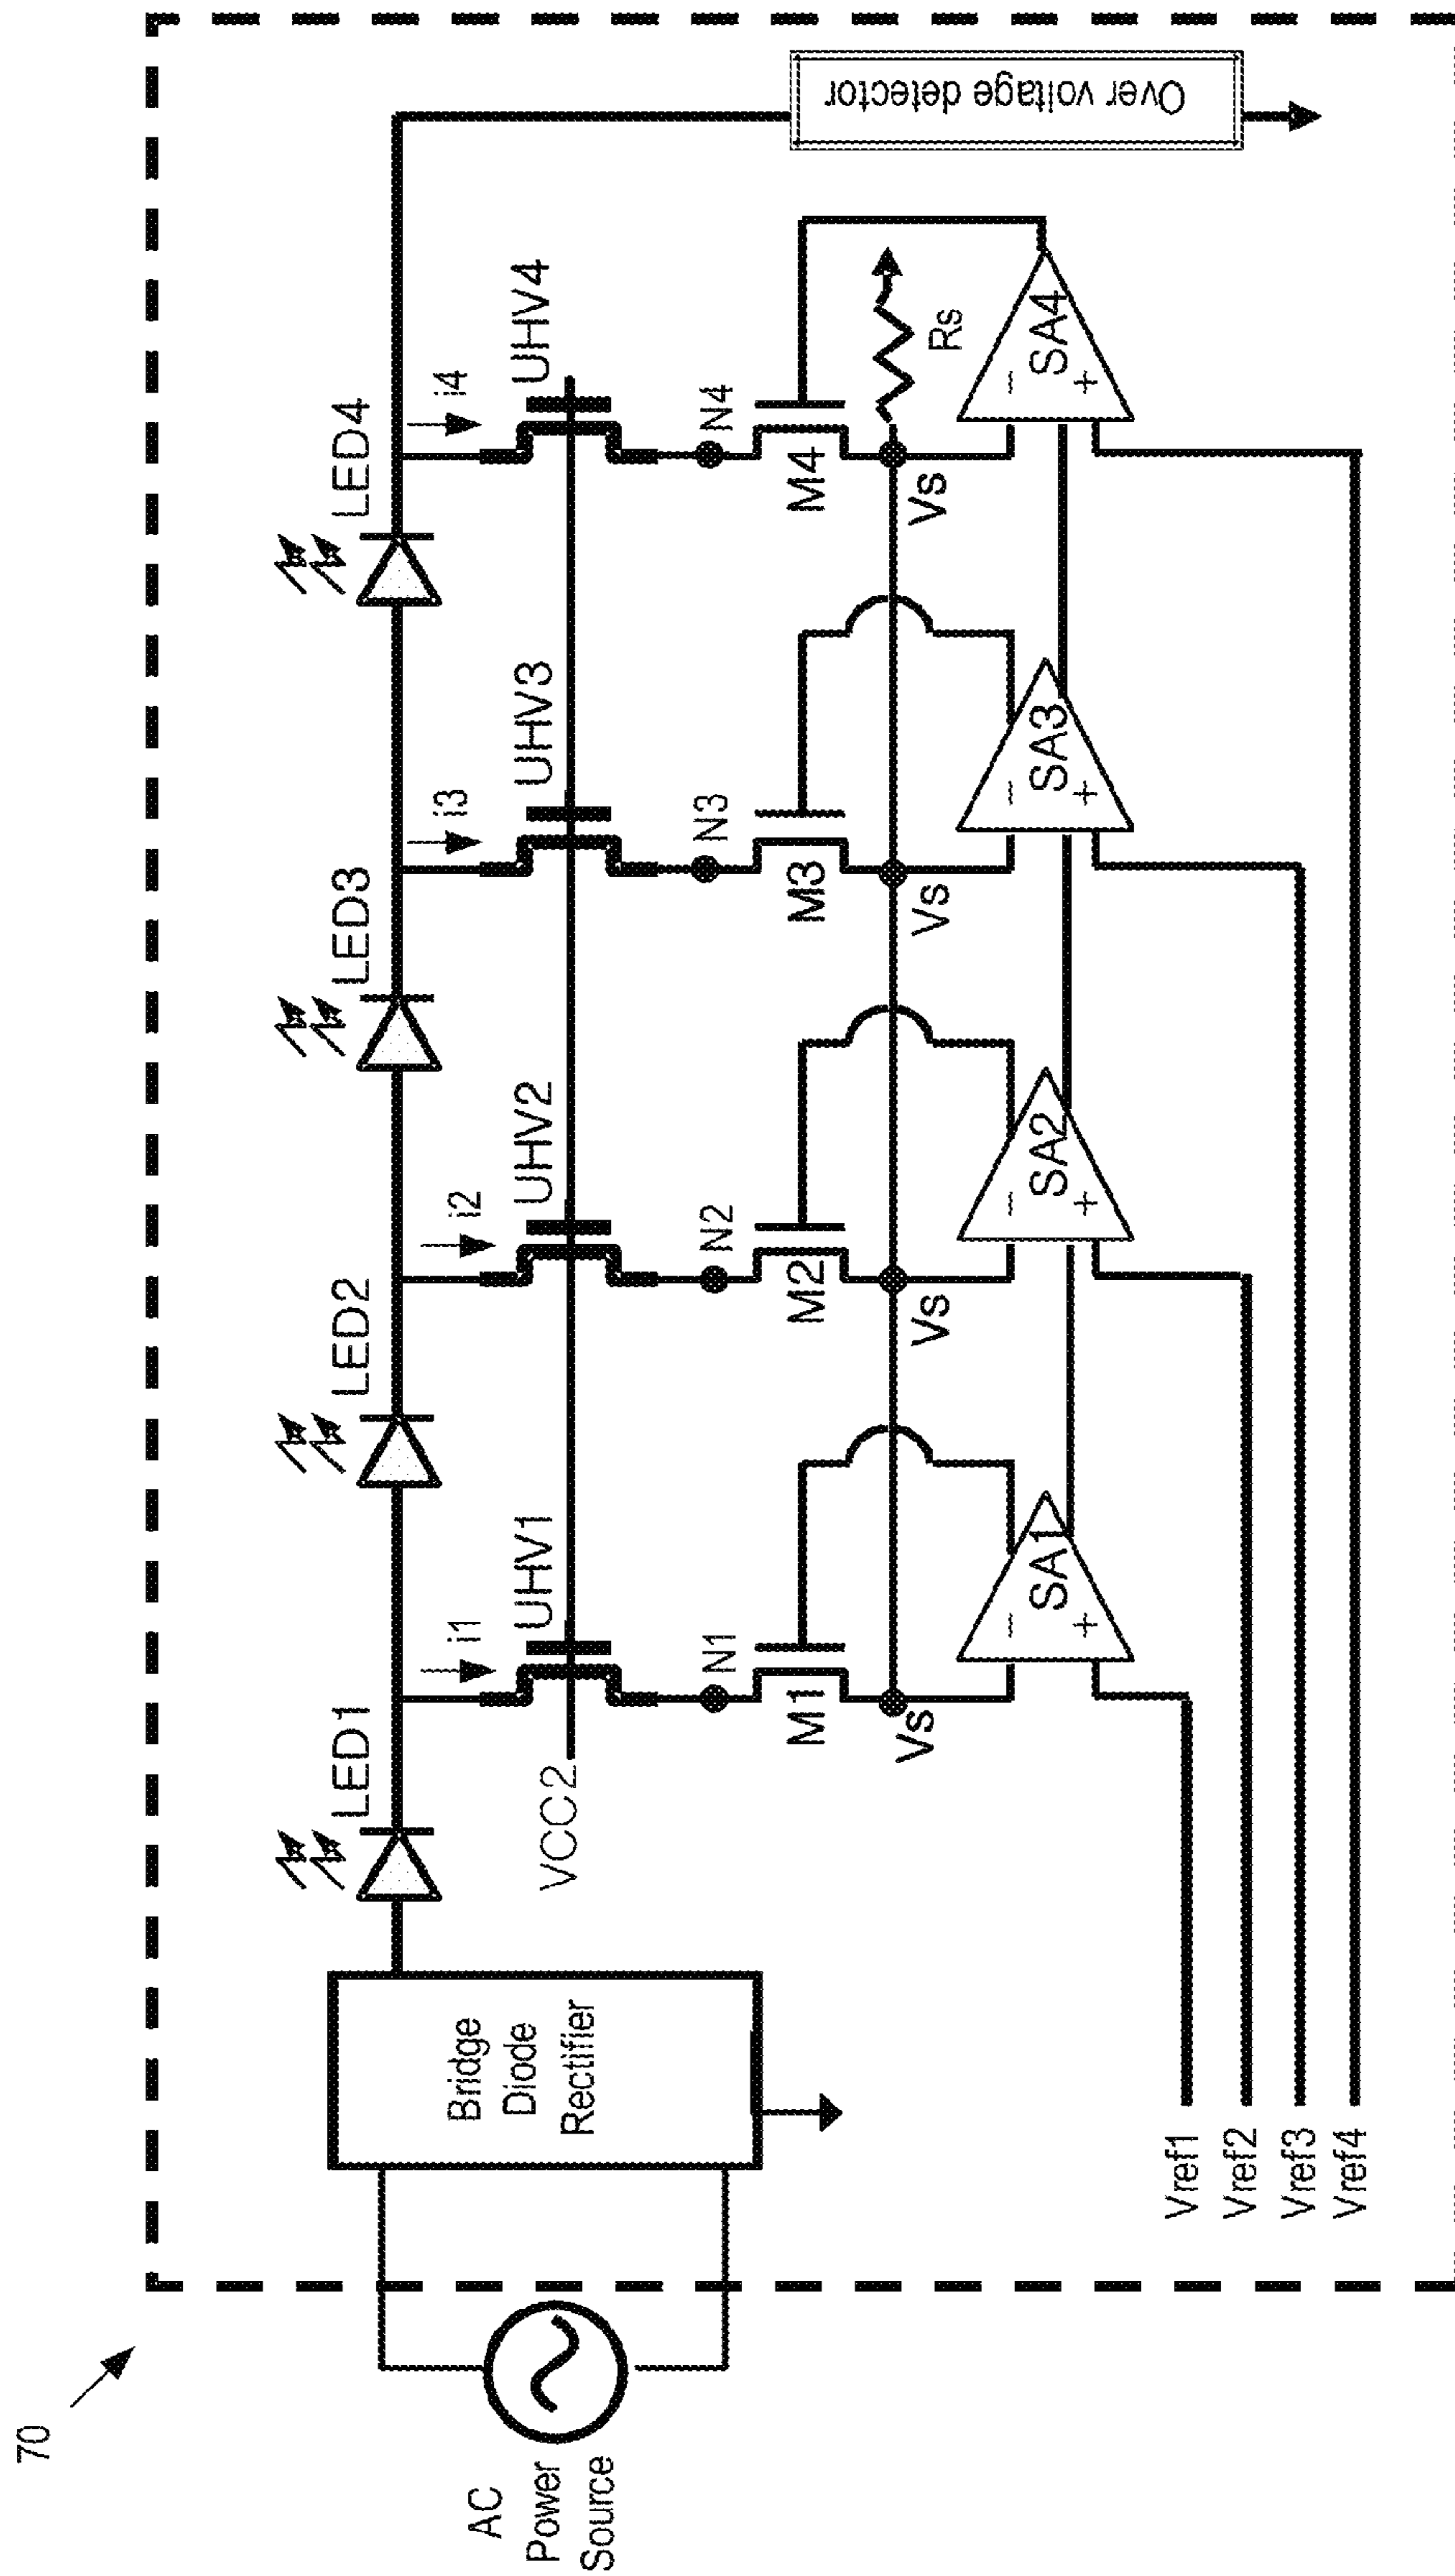 70
AC
Power
Source
Bridge
Diode
Rectifier
LED1
LED2
LED3
LED4
i1
i2
i3
i4
VCC2
UHV1
UHV2
UHV3
UHV4
N1
N2
N3
N4
M1
M2
M3
M4
Vs
Vs
Vs
Vs
Rs
- SA1 +
- SA2 +
- SA3 +
- SA4 +
Over voltage detector
Vref1
Vref2
Vref3
Vref4